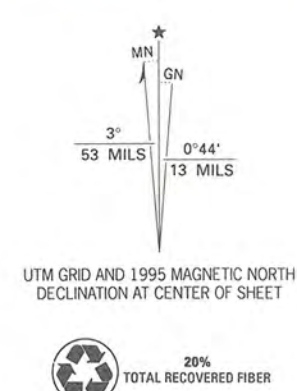 ★
MN
GN
3°
53 MILS
0°44'
13 MILS
UTM GRID AND 1995 MAGNETIC NORTH
DECLINATION AT CENTER OF SHEET
20%
TOTAL RECOVERED FIBER